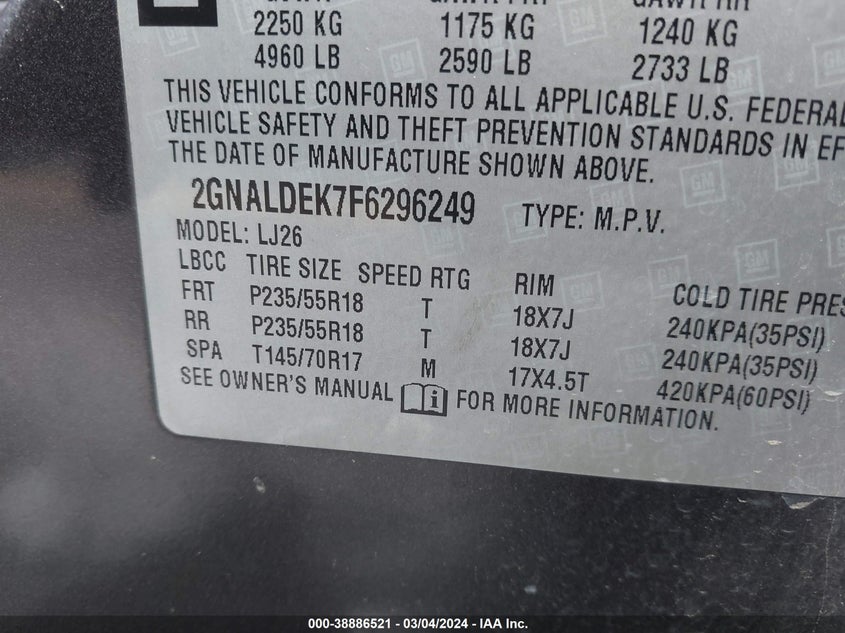 2250 KG 1175 KG 1240 KG
4960 LB 2590 LB 2733 LB
THIS VEHICLE CONFORMS TO ALL APPLICABLE U.S. FEDERAL
VEHICLE SAFETY AND THEFT PREVENTION STANDARDS IN EF
THE DATE OF MANUFACTURE SHOWN ABOVE.
2GNALDEK7F6296249 TYPE: M.P.V.
MODEL: LJ26
LBCC TIRE SIZE SPEED RTG RIM COLD TIRE PRES
FRT P235/55R18 T 18X7J 240KPA(35PSI)
RR P235/55R18 T 18X7J 240KPA(35PSI)
SPA T145/70R17 M 17X4.5T 420KPA(60PSI)
SEE OWNER'S MANUAL FOR MORE INFORMATION.
000-38886521 - 03/04/2024 - IAA Inc.